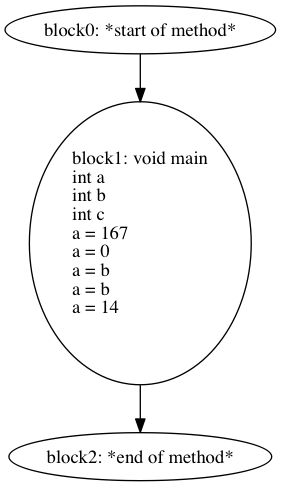 block0: *start of method*
block1: void main
int a
int b
int c
a = 167
a = 0
a = b
a = b
a = 14
block2: *end of method*